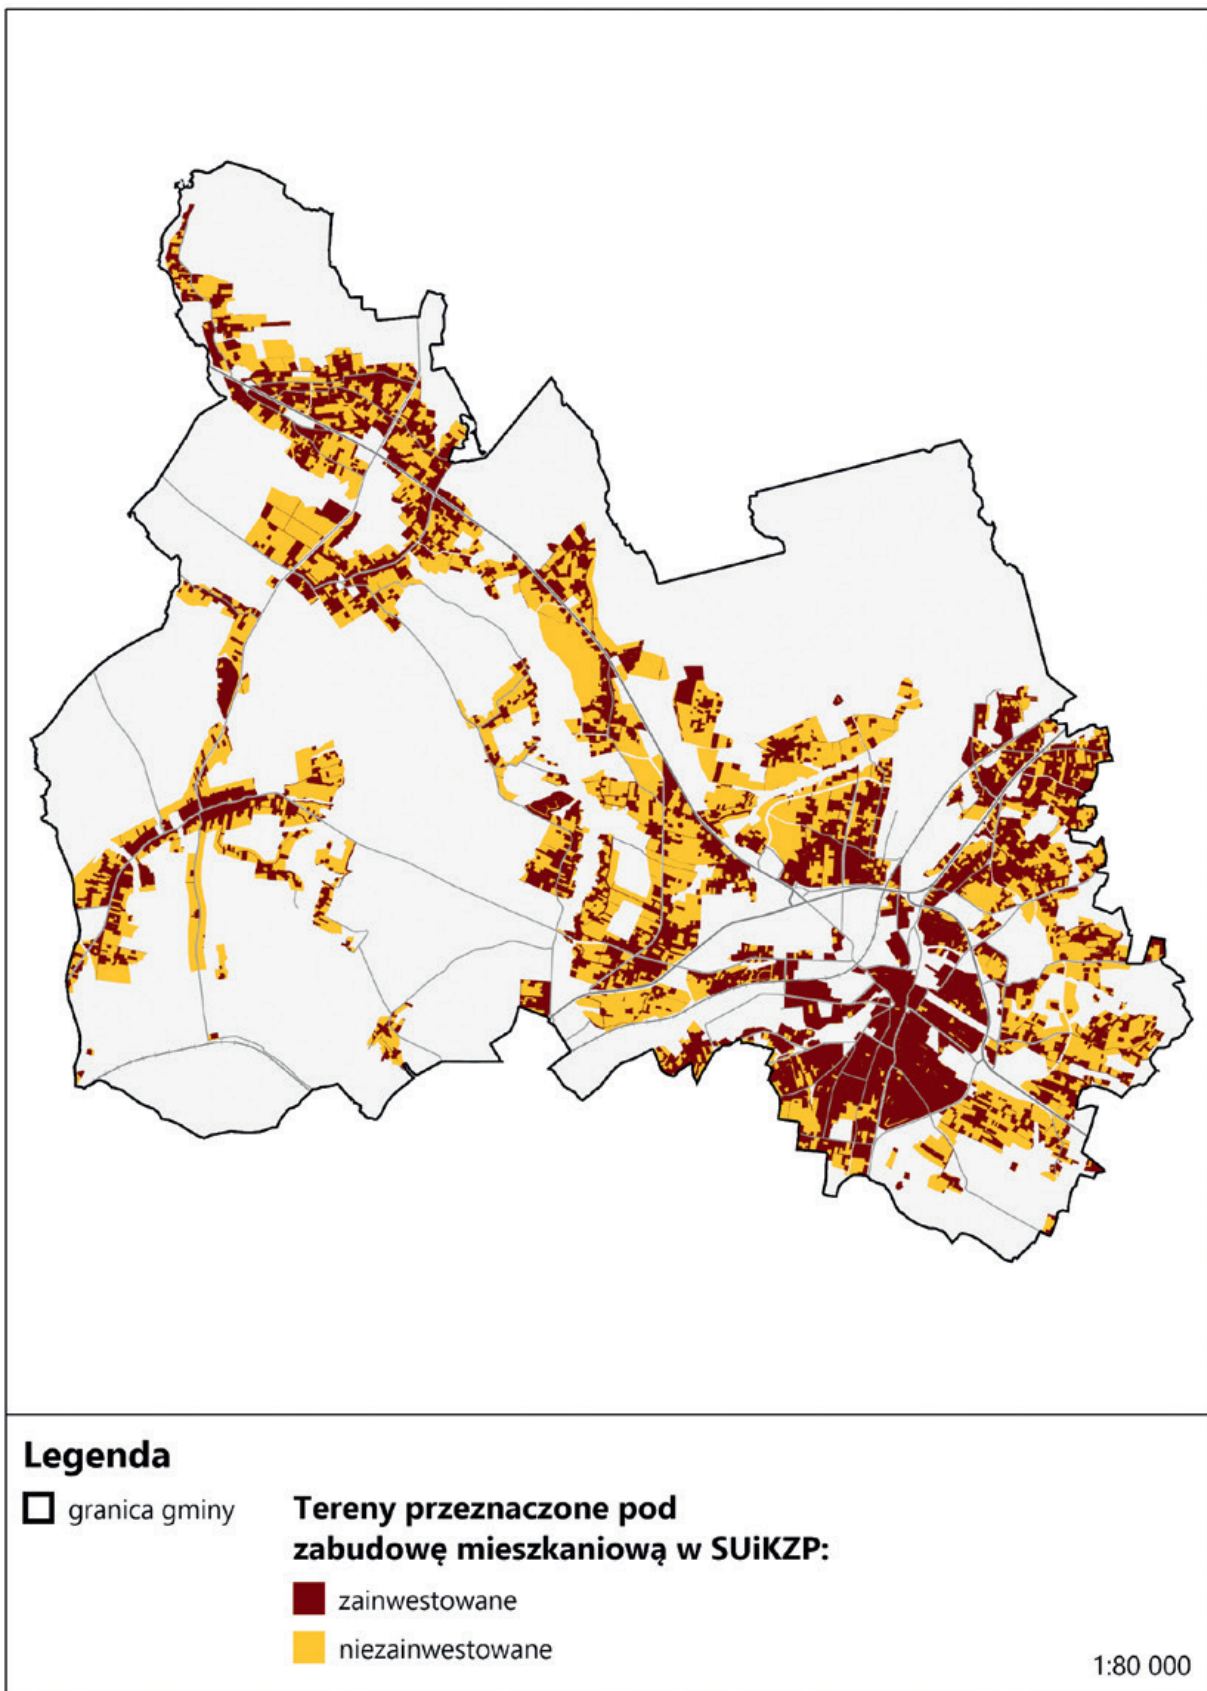 Legenda
granica gminy
Tereny przeznaczone pod
zabudowę mieszkaniową w SUiKZP:
zainwestowane
niezainwestowane
1:80 000